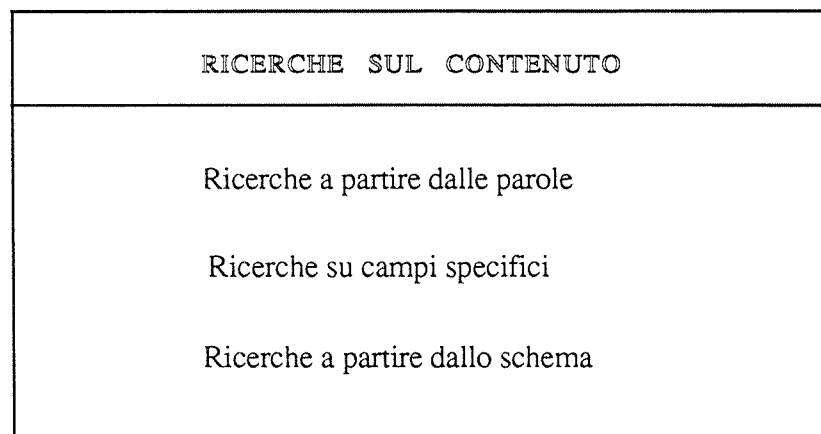 RICERCHE SUL CONTENUTO
Ricerche a partire dalle parole
Ricerche su campi specifici
Ricerche a partire dallo schema